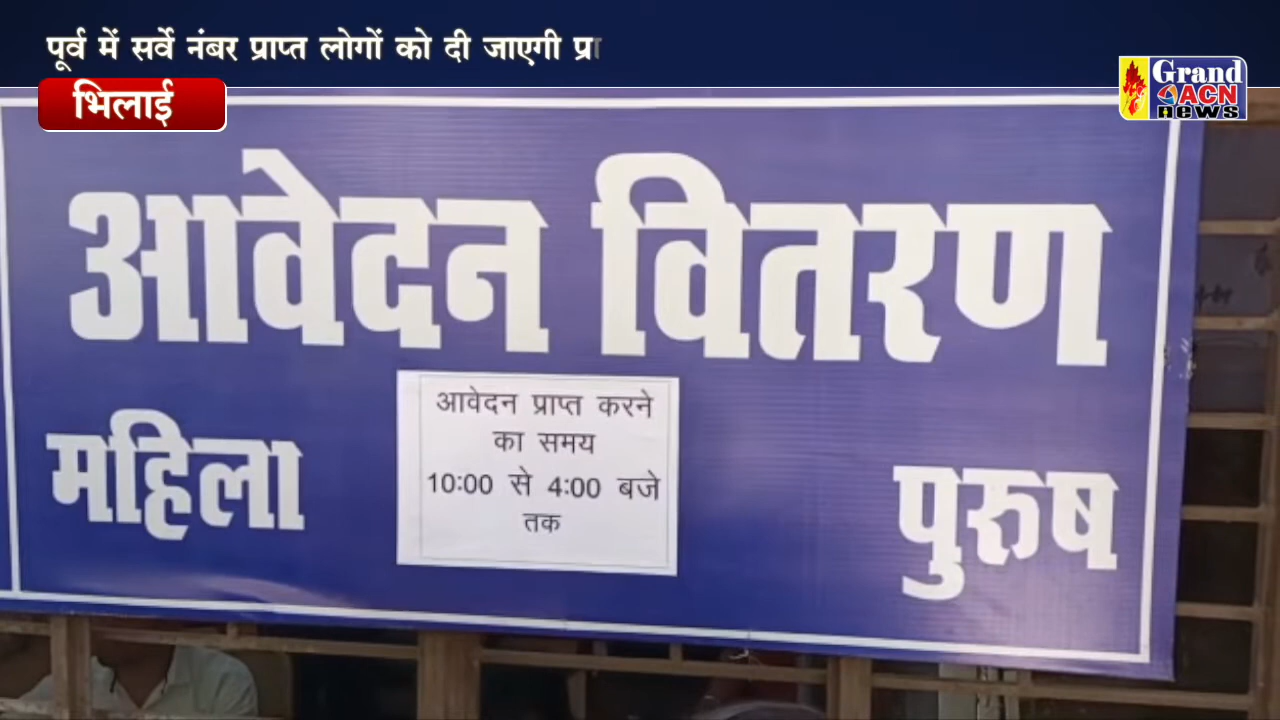 पूर्व में सर्वे नंबर प्राप्त लोगों को दी जाएगी
भिलाई
Grand
ACN
news
आवेदन वितरण
आवेदन प्राप्त करने
का समय
10:00 से 4:00 बजे
तक
महिला
पुरुष